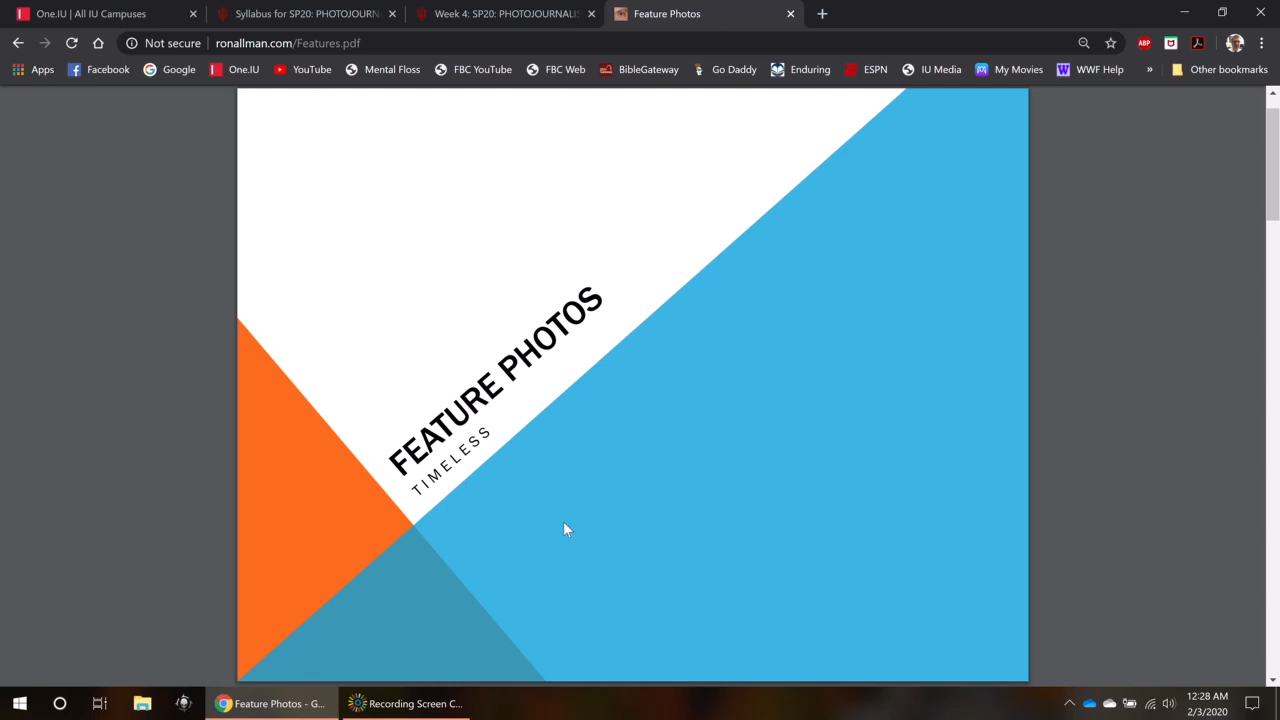 One.IU | All IU Campuses
Syllabus for SP20: PHOTOJOURN
Week 4: SP20: PHOTOJOURNALIS
Feature Photos
Not secure
ronallman.com/Features.pdf
ABP
Apps
Facebook
Google
One.IU
YouTube
Mental Floss
FBC YouTube
FBC Web
BibleGateway
Go Daddy
Enduring
ESPN
IU Media
My Movies
WWF Help
»
Other bookmarks
FEATURE PHOTOS
TIMELESS
Feature Photos - G...
Recording Screen C...
12:28 AM
2/3/2020